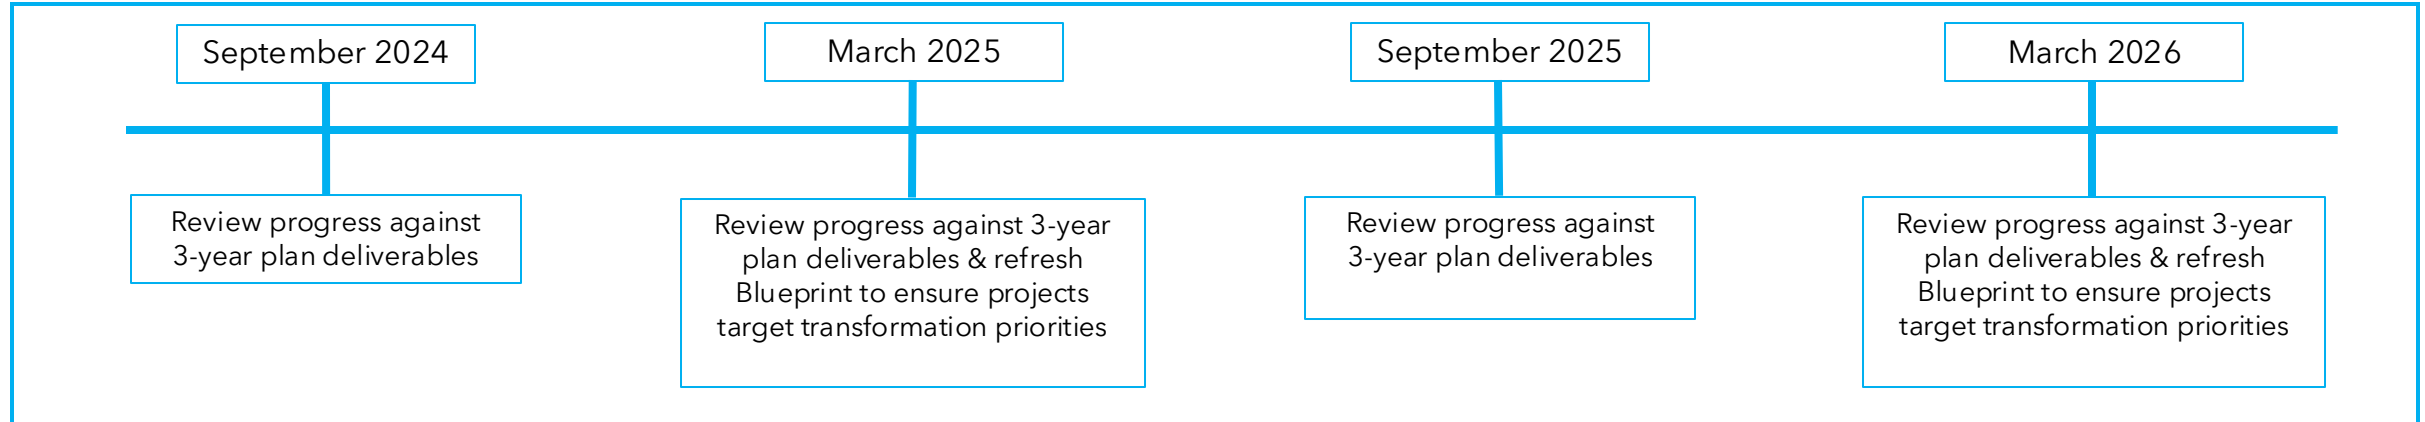 September 2024
March 2025
September 2025
March 2026
Review progress against
3-year plan deliverables
Review progress against 3-year
plan deliverables & refresh
Blueprint to ensure projects
target transformation priorities
Review progress against
3-year plan deliverables
Review progress against 3-year
plan deliverables & refresh
Blueprint to ensure projects
target transformation priorities